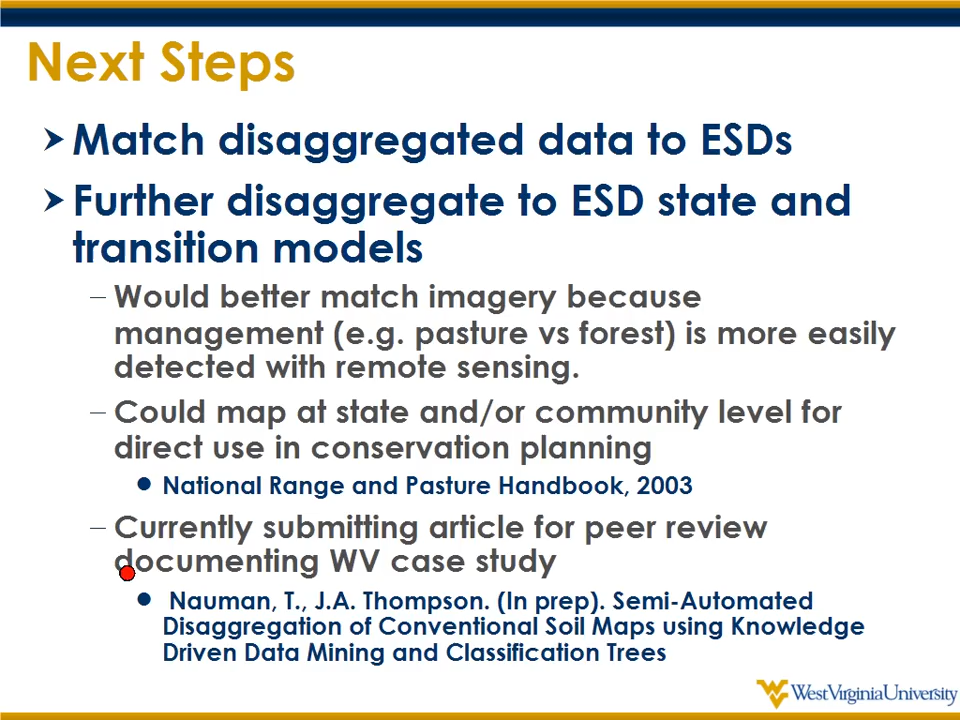 Next Steps
Match disaggregated data to ESDs
Further disaggregate to ESD state and
transition models
– Would better match imagery because
management (e.g. pasture vs forest) is more easily
detected with remote sensing.
– Could map at state and/or community level for
direct use in conservation planning
● National Range and Pasture Handbook, 2003
– Currently submitting article for peer review
documenting WV case study
● Nauman, T., J.A. Thompson. (In prep). Semi-Automated
Disaggregation of Conventional Soil Maps using Knowledge
Driven Data Mining and Classification Trees
WestVirginiaUniversity